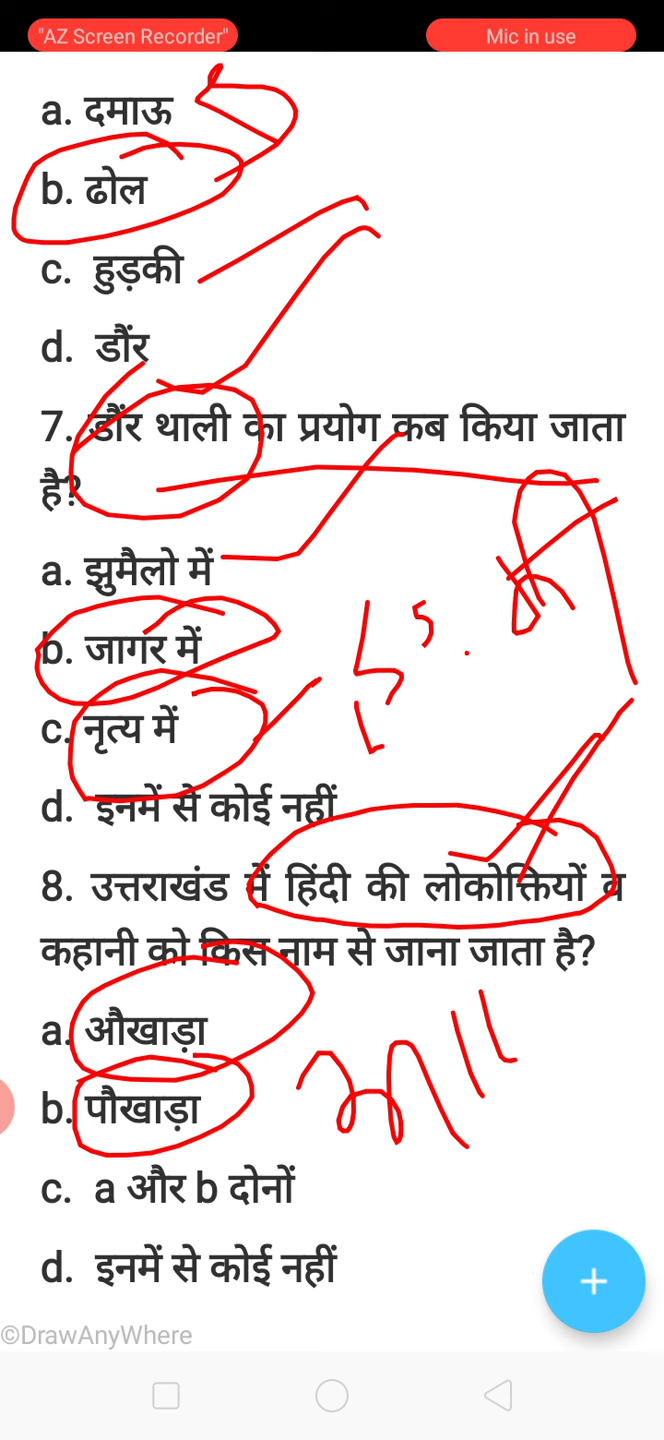 "AZ Screen Recorder" Mic in use
a. दमाऊ
b. ढोल
c. हुड़की
d. डौंर
7. डौंर थाली का प्रयोग कब किया जाता
है?
a. झुमैलो में
b. जागर में
c. नृत्य में
d. इनमें से कोई नहीं
8. उत्तराखंड में हिंदी की लोकोक्तियों व
कहानी को किस नाम से जाना जाता है?
a. औखाड़ा
b. पौखाड़ा
c. a और b दोनों
d. इनमें से कोई नहीं
©DrawAnyWhere